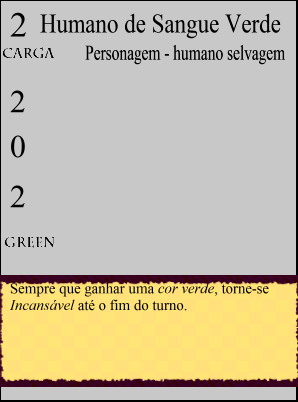 2 Humano de Sangue Verde
CARGA Personagem - humano selvagem
2
0
2
GREEN
Sempre que ganhar uma cor verde, torne-se
Incansável até o fim do turno.